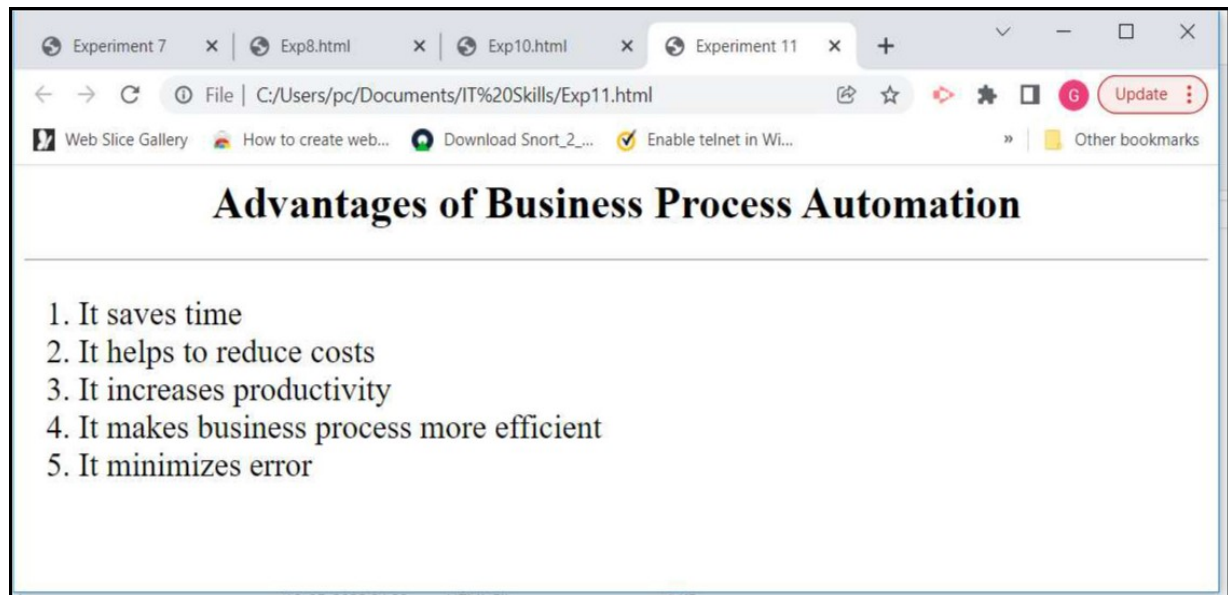 Experiment 7 Exp8.html Exp10.html Experiment 11
File | C:/Users/pc/Documents/IT%20Skills/Exp11.html G Update
Web Slice Gallery How to create web... Download Snort_2_... Enable telnet in Wi... » Other bookmarks
Advantages of Business Process Automation
1. It saves time
2. It helps to reduce costs
3. It increases productivity
4. It makes business process more efficient
5. It minimizes error